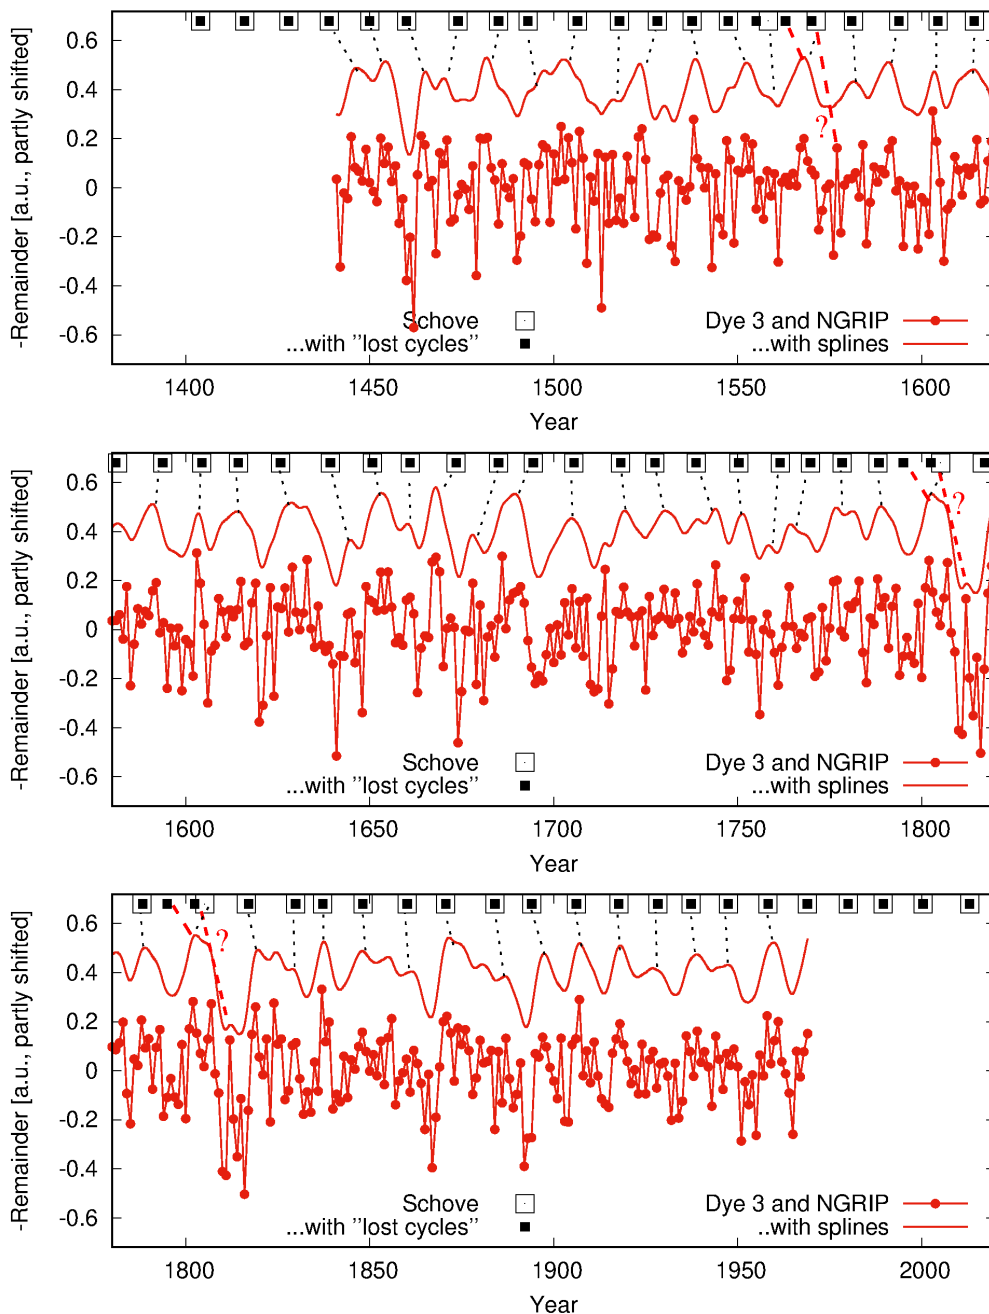 0.6
0.4
0.2
0
-0.2
-0.4
-0.6
-Remainder [a.u., partly shifted]
?
Schove
...with "lost cycles"
Dye 3 and NGRIP
...with splines
1400
1450
1500
1550
1600
Year
0.6
0.4
0.2
0
-0.2
-0.4
-0.6
-Remainder [a.u., partly shifted]
?
Schove
...with "lost cycles"
Dye 3 and NGRIP
...with splines
1600
1650
1700
1750
1800
Year
0.6
0.4
0.2
0
-0.2
-0.4
-0.6
-Remainder [a.u., partly shifted]
?
Schove
...with "lost cycles"
Dye 3 and NGRIP
..with splines
1800
1850
1900
1950
2000
Year